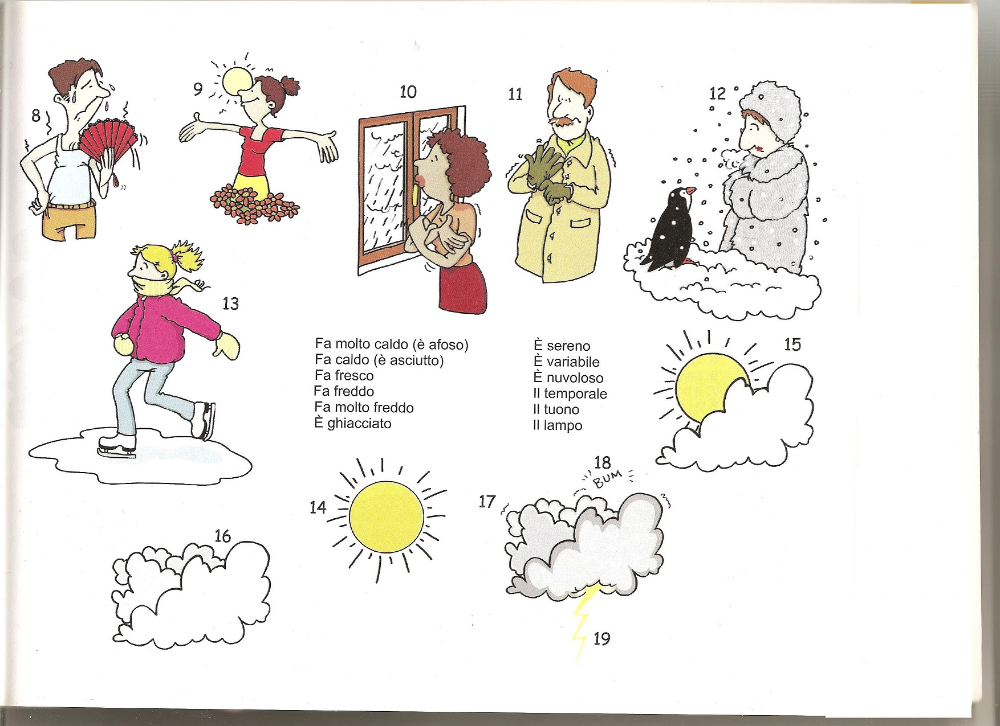 8
9
10
11
12
13
Fa molto caldo (è afoso)
Fa caldo (è asciutto)
Fa fresco
Fa freddo
Fa molto freddo
È ghiacciato
È sereno
È variabile
È nuvoloso
Il temporale
Il tuono
Il lampo
15
14
18
BUM
17
16
19